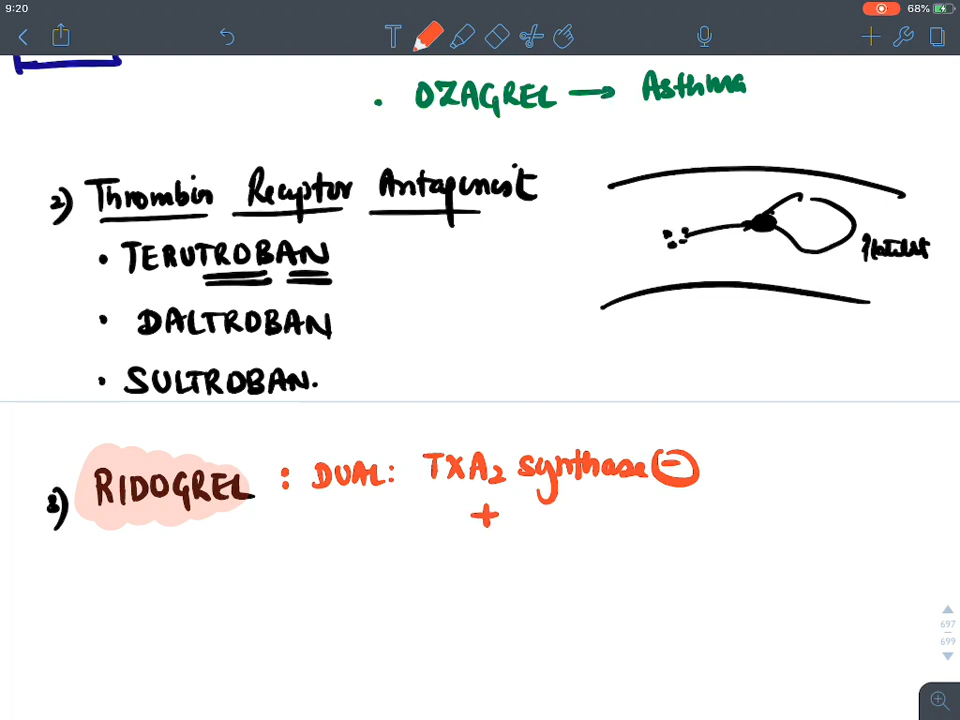 9:20
68%
T
. OZAGREL → Asthma
2) Thrombin Receptor Antagonist
• TERUTROBAN
Platelet
• DALTROBAN
• SULTROBAN.
3) RIDOGREL : DUAL: TXA2 synthase (-)
+
697
699